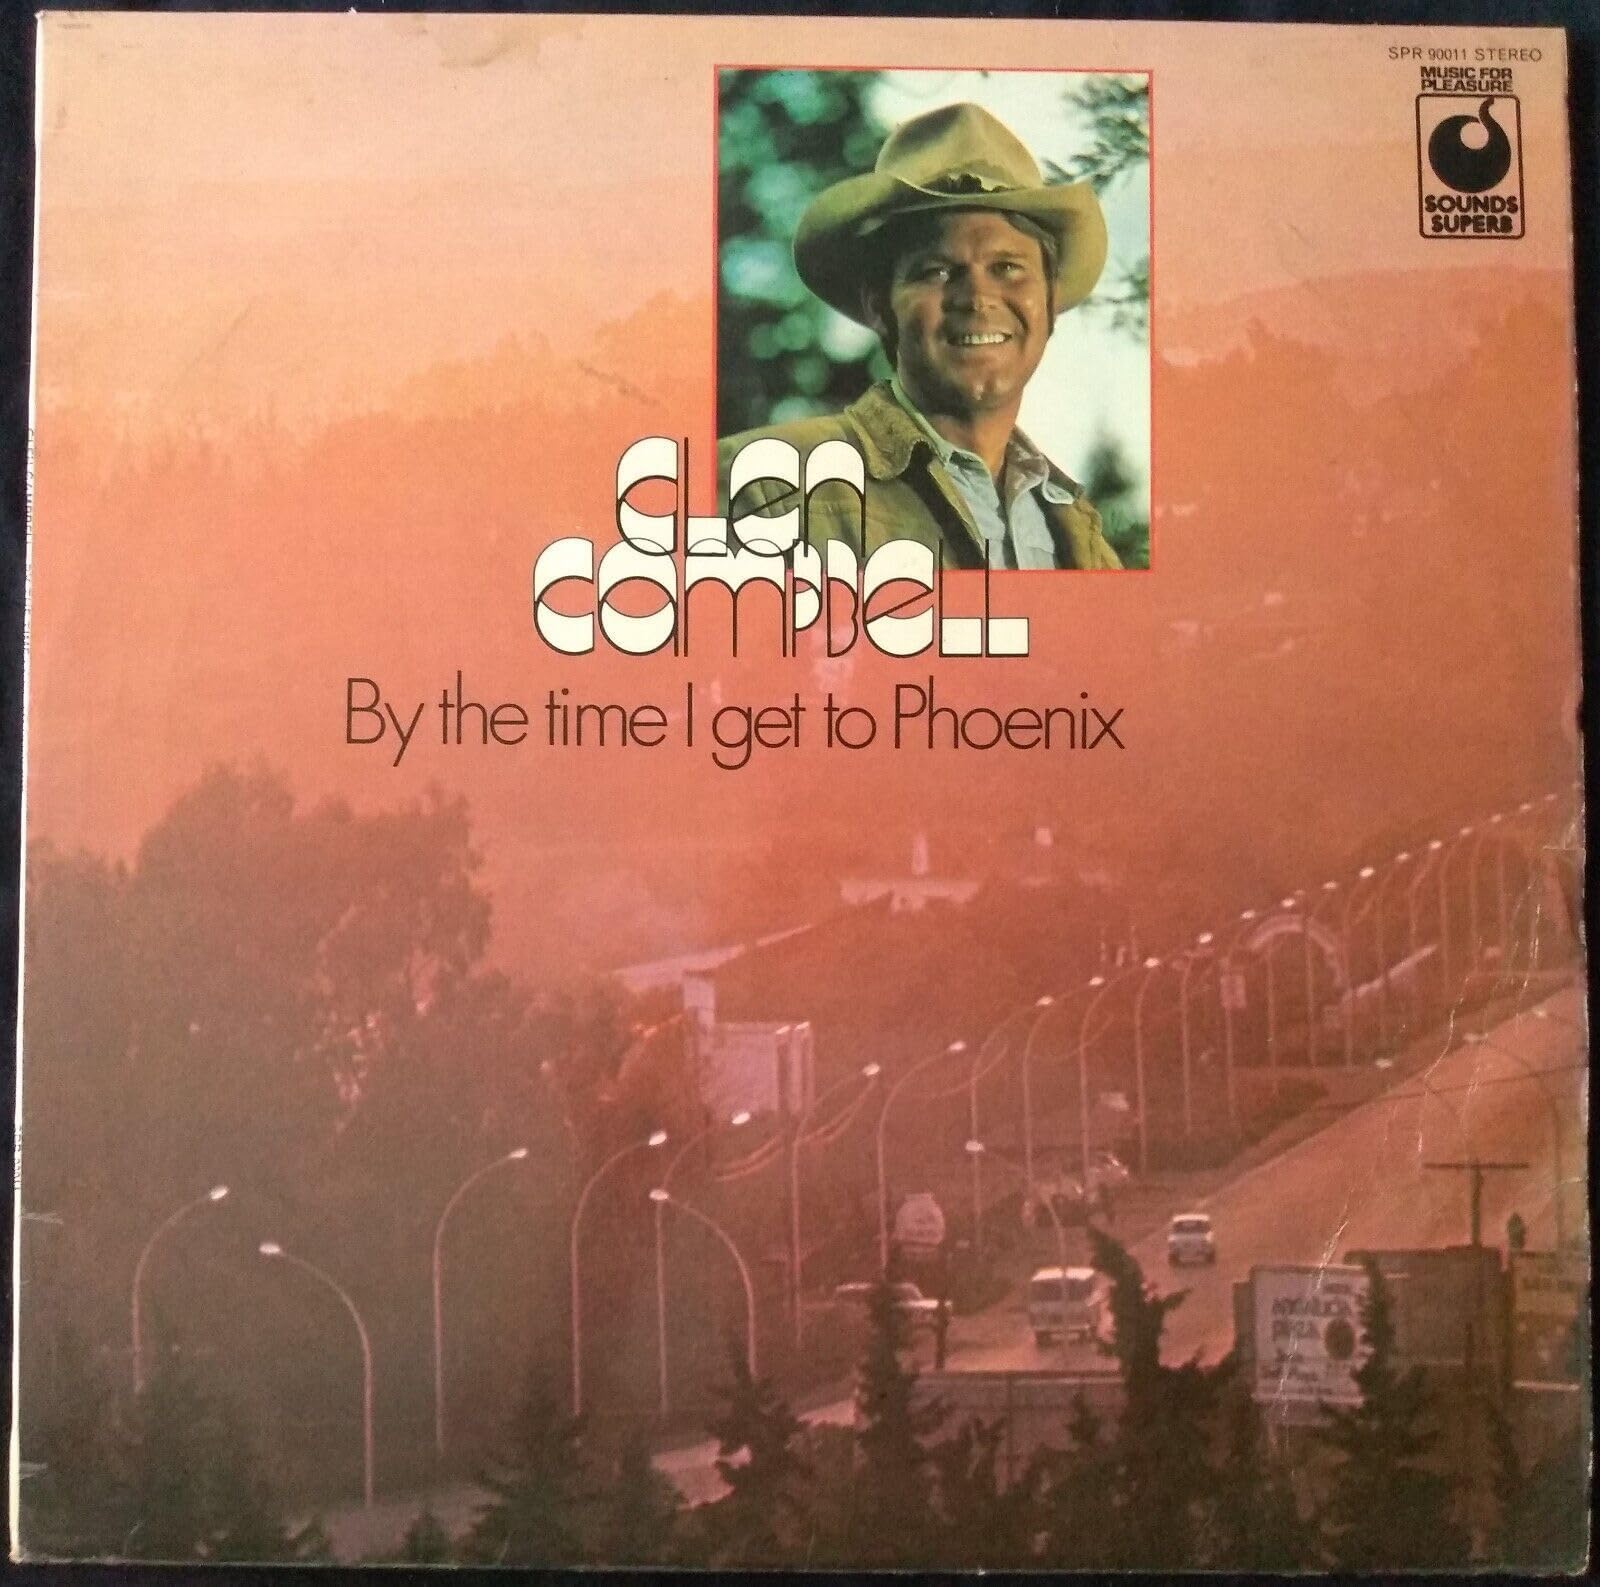 SPR 90011 STEREO
MUSIC FOR
PLEASURE
SOUNDS
SUPERB
GLEN
CAMPBELL
By the time I get to Phoenix